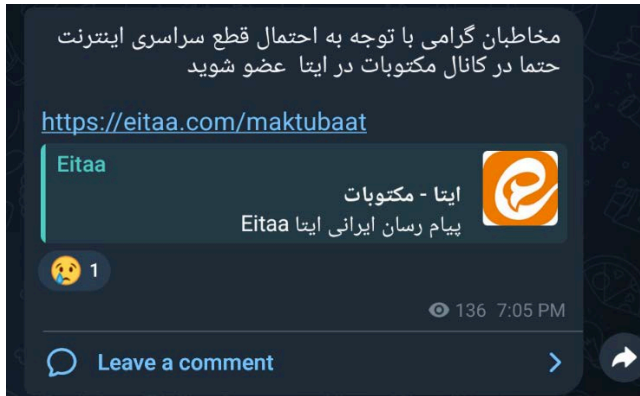 مخاطبان گرامی با توجه به احتمال قطع سراسری اینترنت
حتما در کانال مکتوبات در ایتا عضو شوید
https://eitaa.com/maktubaat
Eitaa
ایتا - مکتوبات
پیام رسان ایرانی ایتا Eitaa
1
136 7:05 PM
Leave a comment